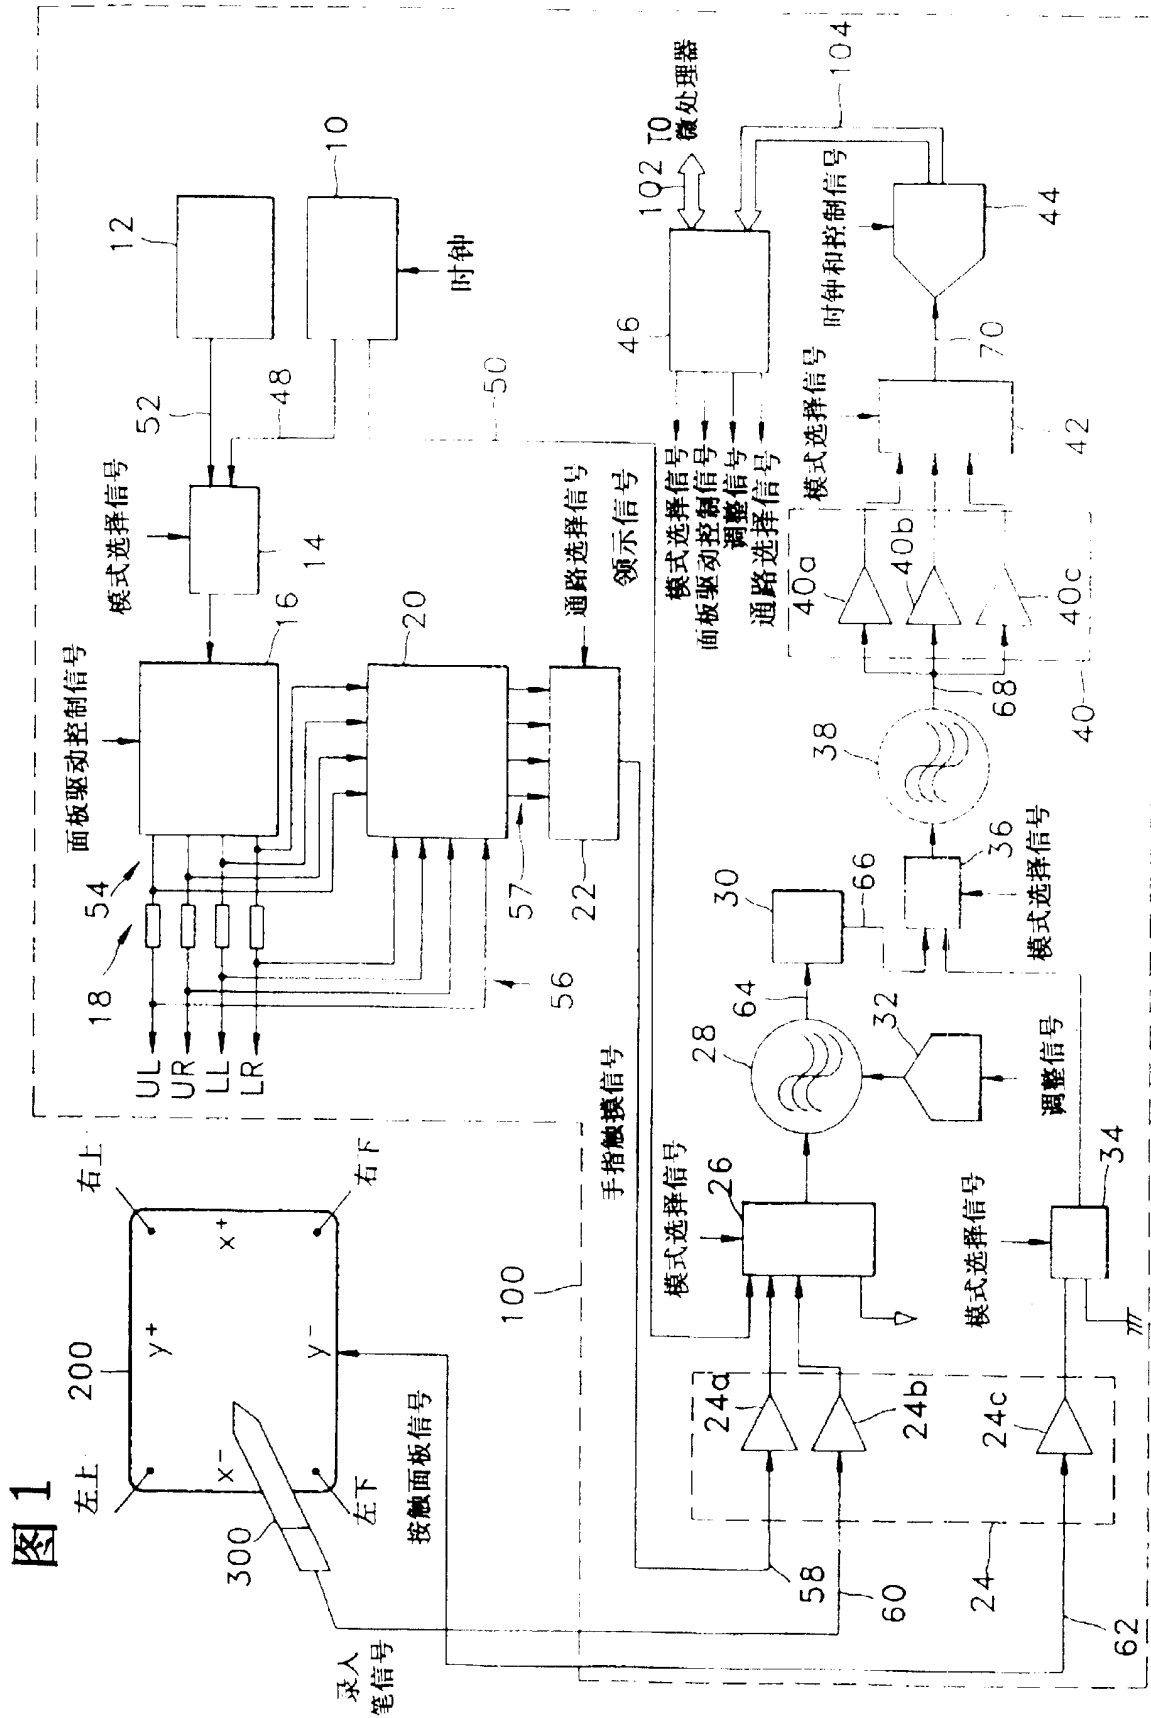 图 1
左上
200
右上
y+
x-
x+
y-
左下
右下
300
录入
笔信号
按触面板信号
100
UL
UR
LL
LR
18
54
56
57
面板驱动控制信号
16
20
22
模式选择信号
14
52
48
12
10
时钟
50
通路选择信号
领示信号
手指触摸信号
58
60
62
24
24a
24b
24c
模式选择信号
26
28
64
30
66
32
调整信号
模式选择信号
34
36
模式选择信号
38
68
40
40a
40b
40c
模式选择信号
42
70
时钟和控制信号
44
104
46
102
TO
微处理器
模式选择信号
面板驱动控制信号
调整信号
通路选择信号